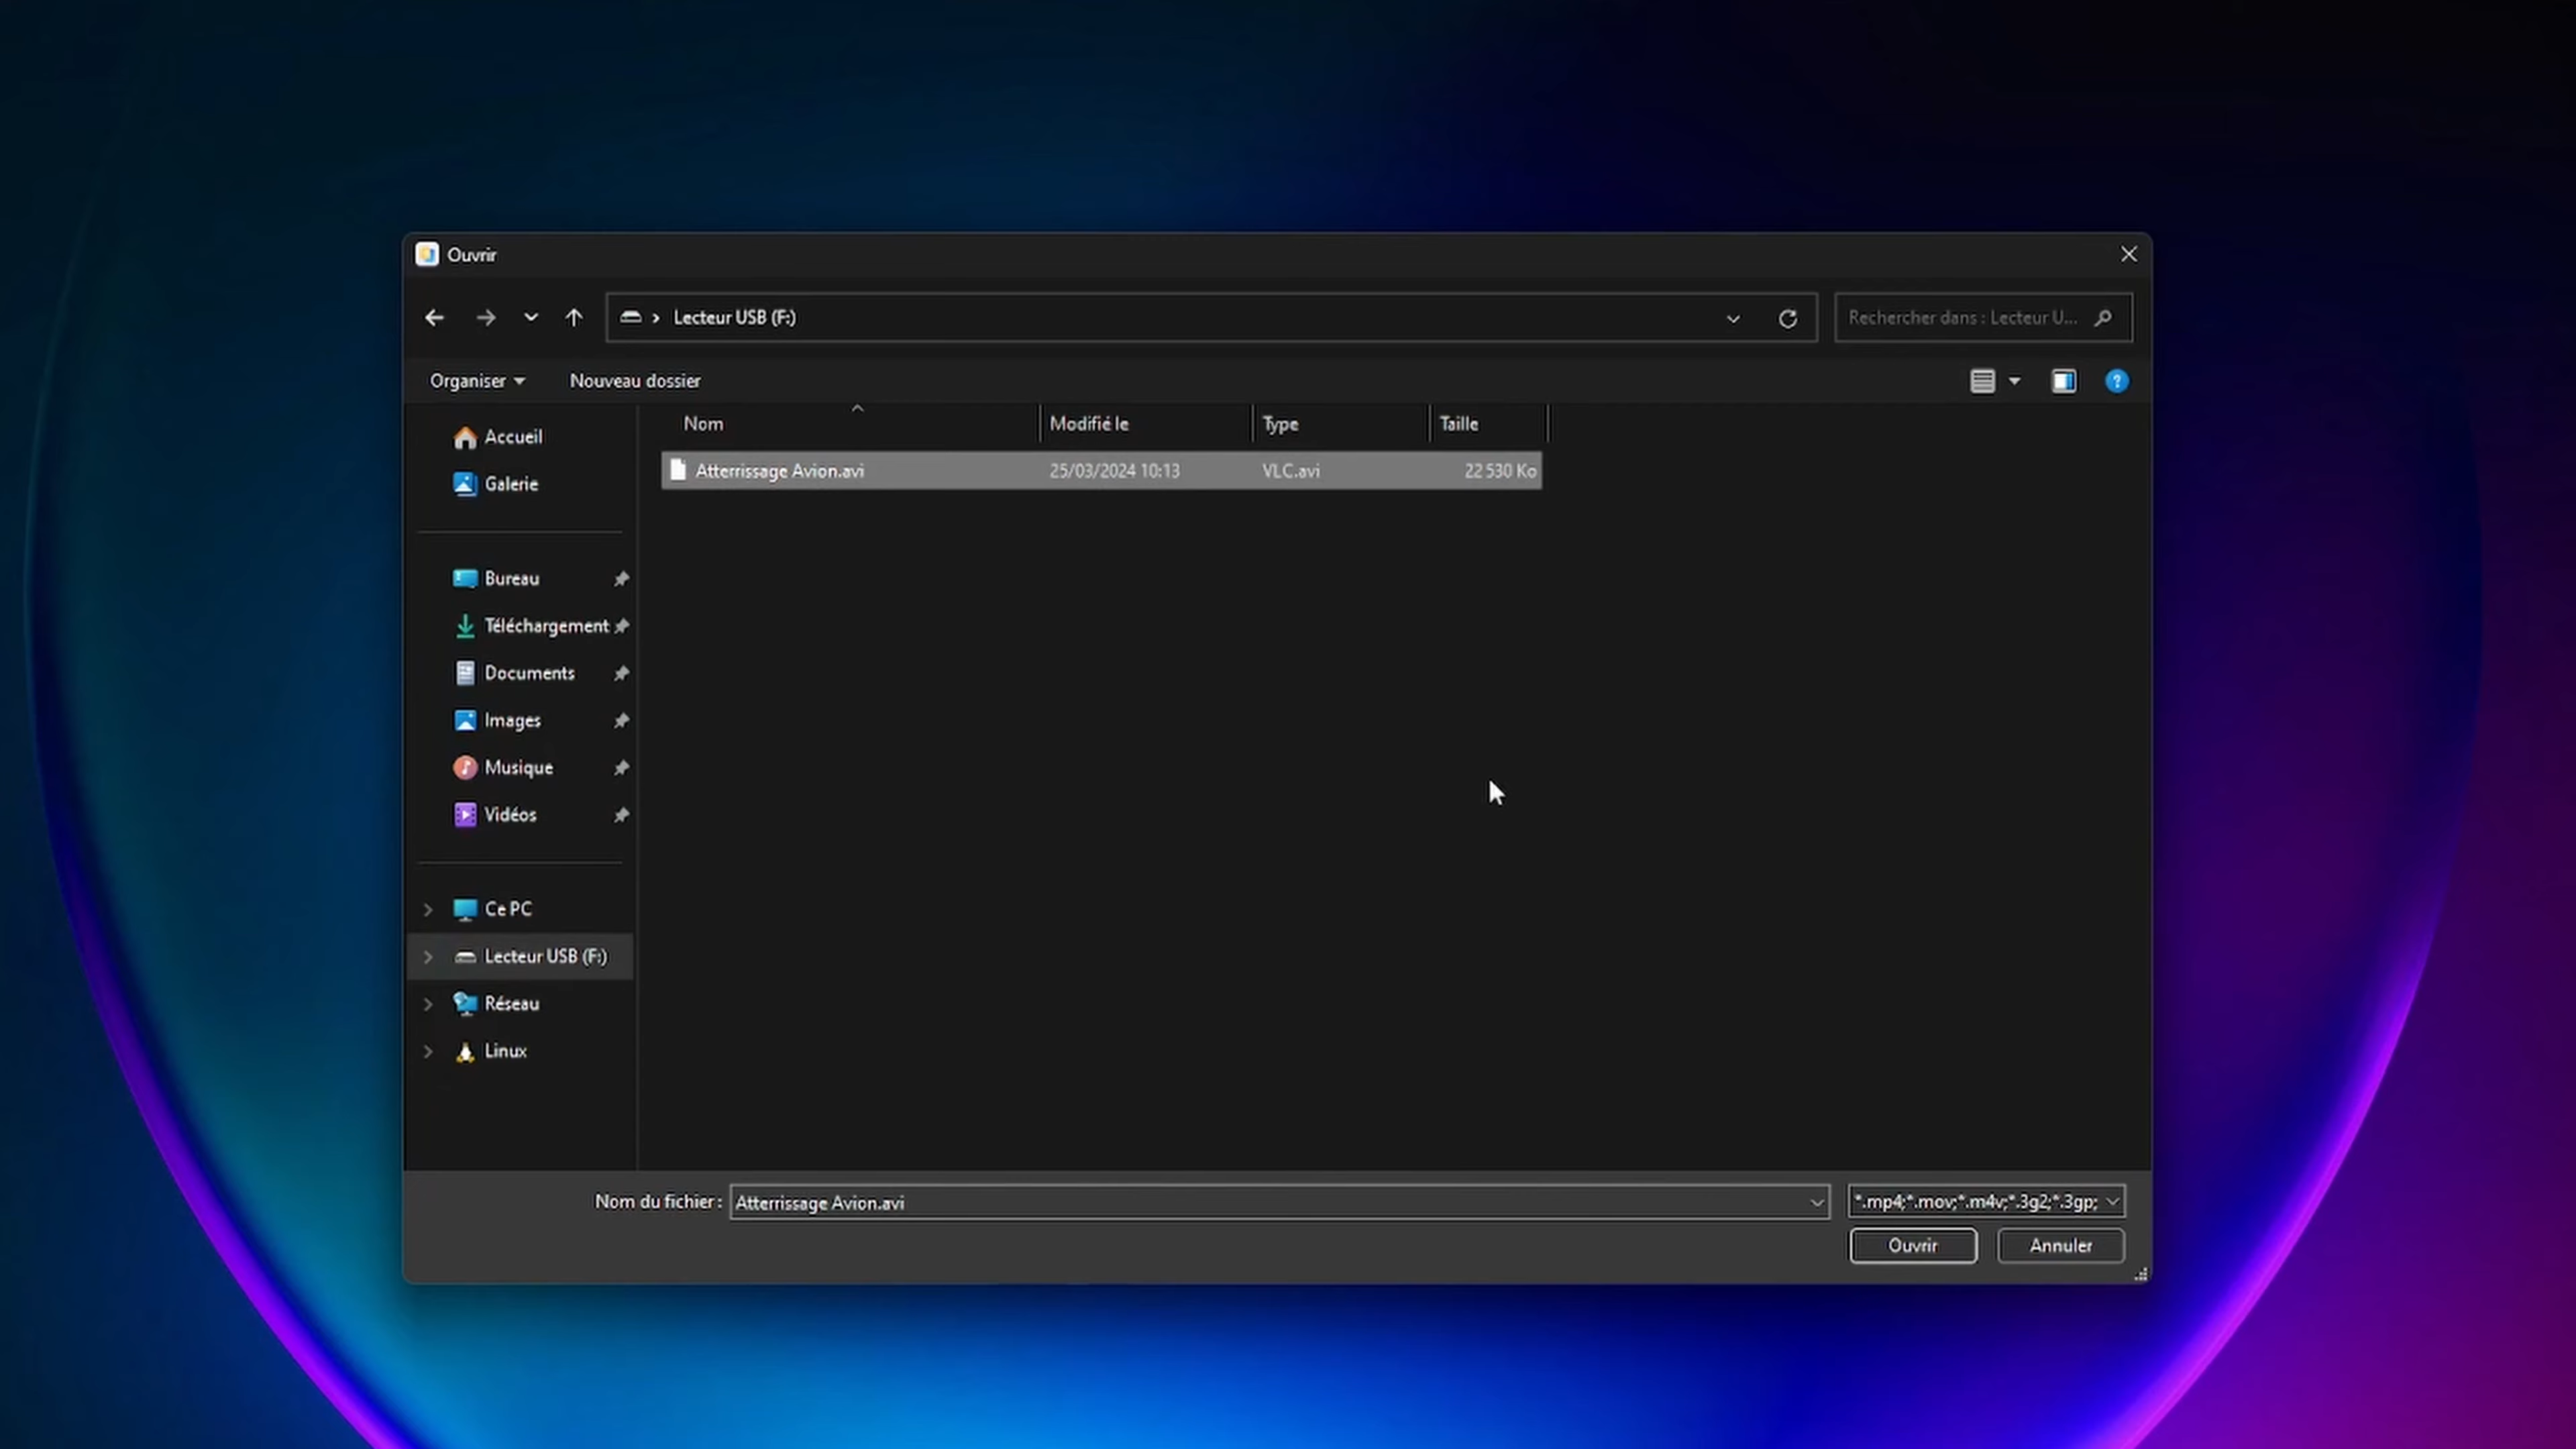 Ouvrir
Lecteur USB (F:)
Rechercher dans : Lecteur U...
Organiser
Nouveau dossier
Nom
Modifié le
Type
Taille
Atterrissage Avion.avi
25/03/2024 10:13
VLC.avi
22 530 Ko
Accueil
Galerie
Bureau
Téléchargement
Documents
Images
Musique
Vidéos
Ce PC
Lecteur USB (F:)
Réseau
Linux
Nom du fichier :
Atterrissage Avion.avi
*.mp4;*.mov;*.m4v;*.3g2;*.3gp;
Ouvrir
Annuler